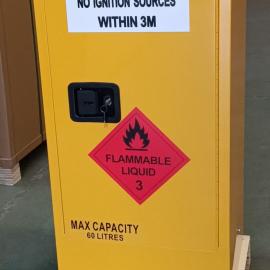 NO IGNITION SOURCES
WITHIN 3M
FLAMMABLE
LIQUID
3
MAX CAPACITY
60 LITRES